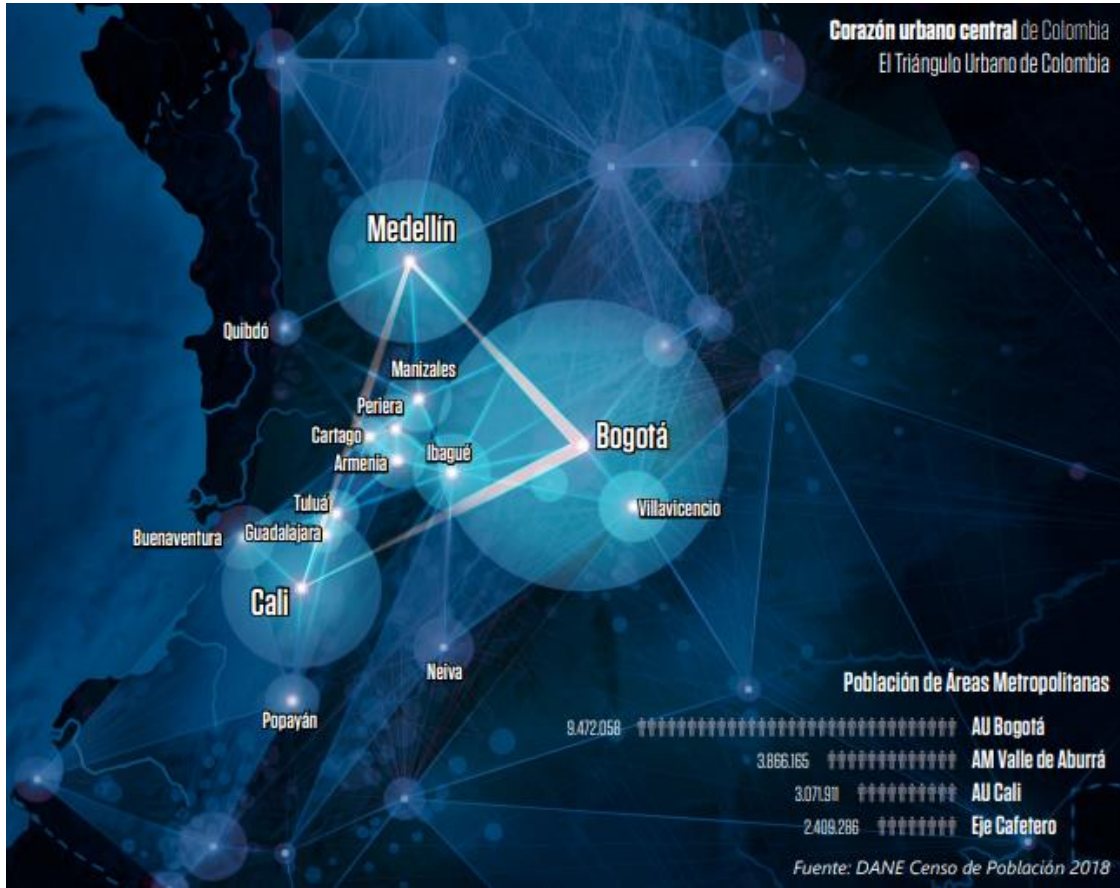 Corazón urbano central de Colombia
El Triángulo Urbano de Colombia
Medellín
Quibdó
Manizales
Periera
Cartago
Armenia
Ibagué
Bogotá
Tuluá
Villavicencio
Buenaventura
Guadalajara
Cali
Neiva
Popayán
Población de Áreas Metropolitanas
9.472.058 AU Bogotá
3.866.165 AM Valle de Aburrá
3.071.911 AU Cali
2.409.286 Eje Cafetero
Fuente: DANE Censo de Población 2018